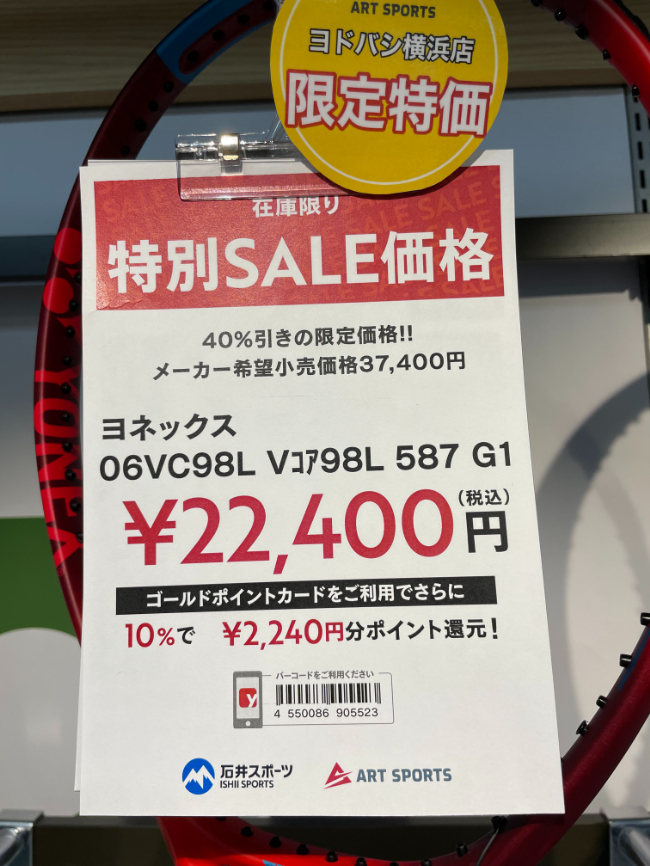 ART SPORTS
ヨドバシ横浜店
限定特価
在庫限り
特別SALE価格
40%引きの限定価格!!
メーカー希望小売価格37,400円
ヨネックス
06VC98L Vコア98L 587 G1
¥22,400円
(税込)
ゴールドポイントカードをご利用でさらに
10%で ¥2,240円分ポイント還元!
バーコードをご利用ください
y
4 550086 905523
石井スポーツ
ISHII SPORTS
ART SPORTS
YONEX